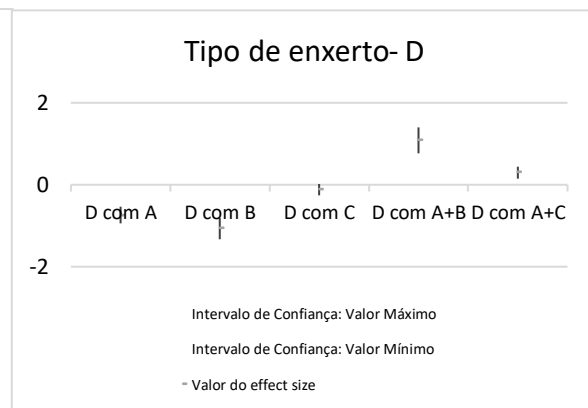 Tipo de enxerto- D
2
0
D com A D com B D com C D com A+B D com A+C
-2
Intervalo de Confiança: Valor Máximo
Intervalo de Confiança: Valor Mínimo
Valor do effect size